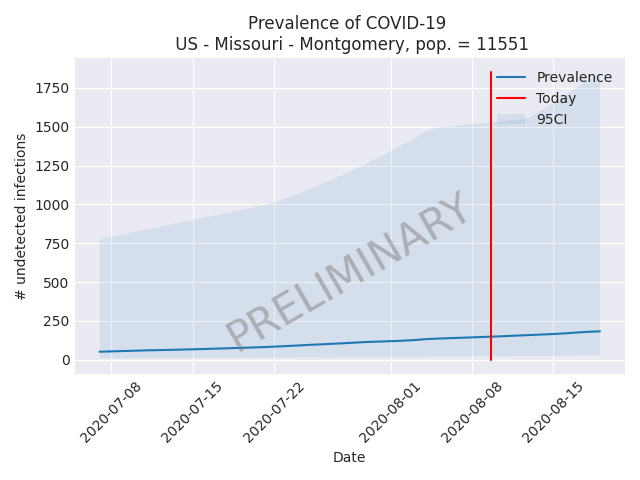 Prevalence of COVID-19
US - Missouri - Montgomery, pop. = 11551
Prevalence
Today
95CI
1750
1500
1250
1000
750
500
250
0
# undetected infections
PRELIMINARY
2020-07-08
2020-07-15
2020-07-22
2020-08-01
2020-08-08
2020-08-15
Date